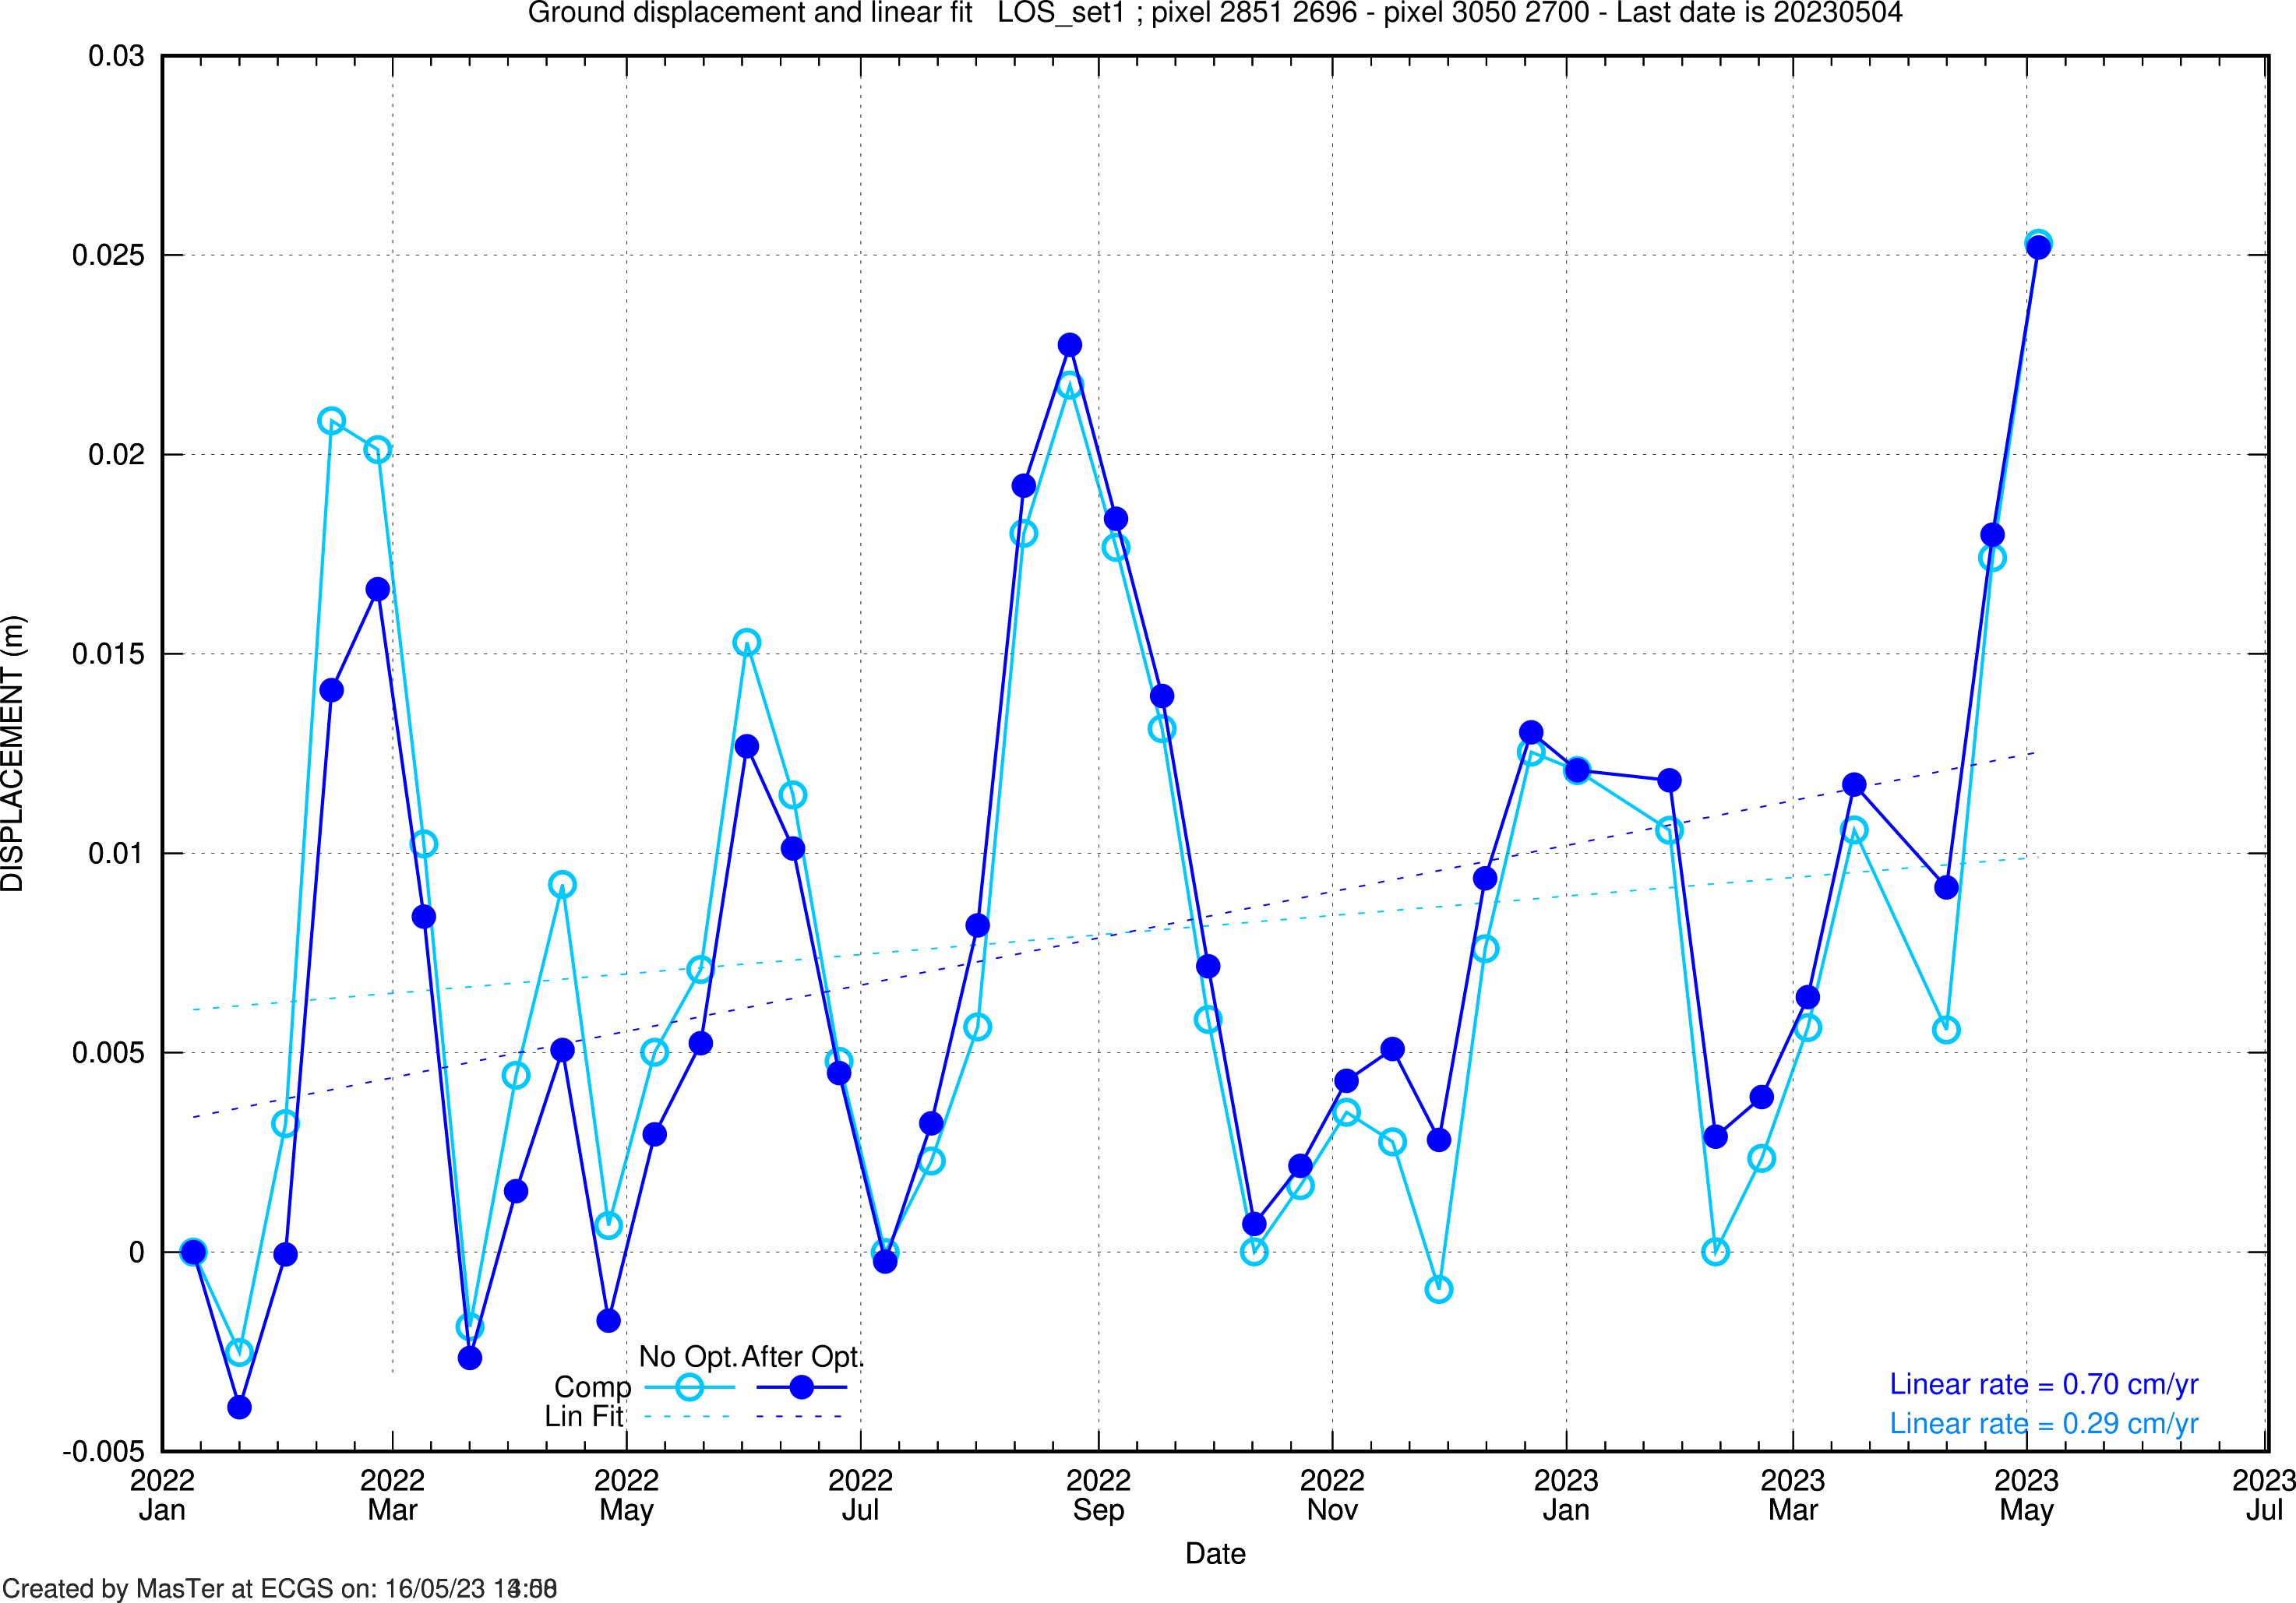 Ground displacement and linear fit LOS_set1 ; pixel 2851 2696 - pixel 3050 2700 - Last date is 20230504
0.03
0.025
0.02
0.015
0.01
0.005
0
-0.005
DISPLACEMENT (m)
No Opt. After Opt.
Comp
Lin Fit
Linear rate = 0.70 cm/yr
Linear rate = 0.29 cm/yr
2022 2022 2022 2022 2022 2022 2023 2023 2023 2023
Jan Mar May Jul Sep Nov Jan Mar May Jul
Date
Created by MasTer at ECGS on: 16/05/23